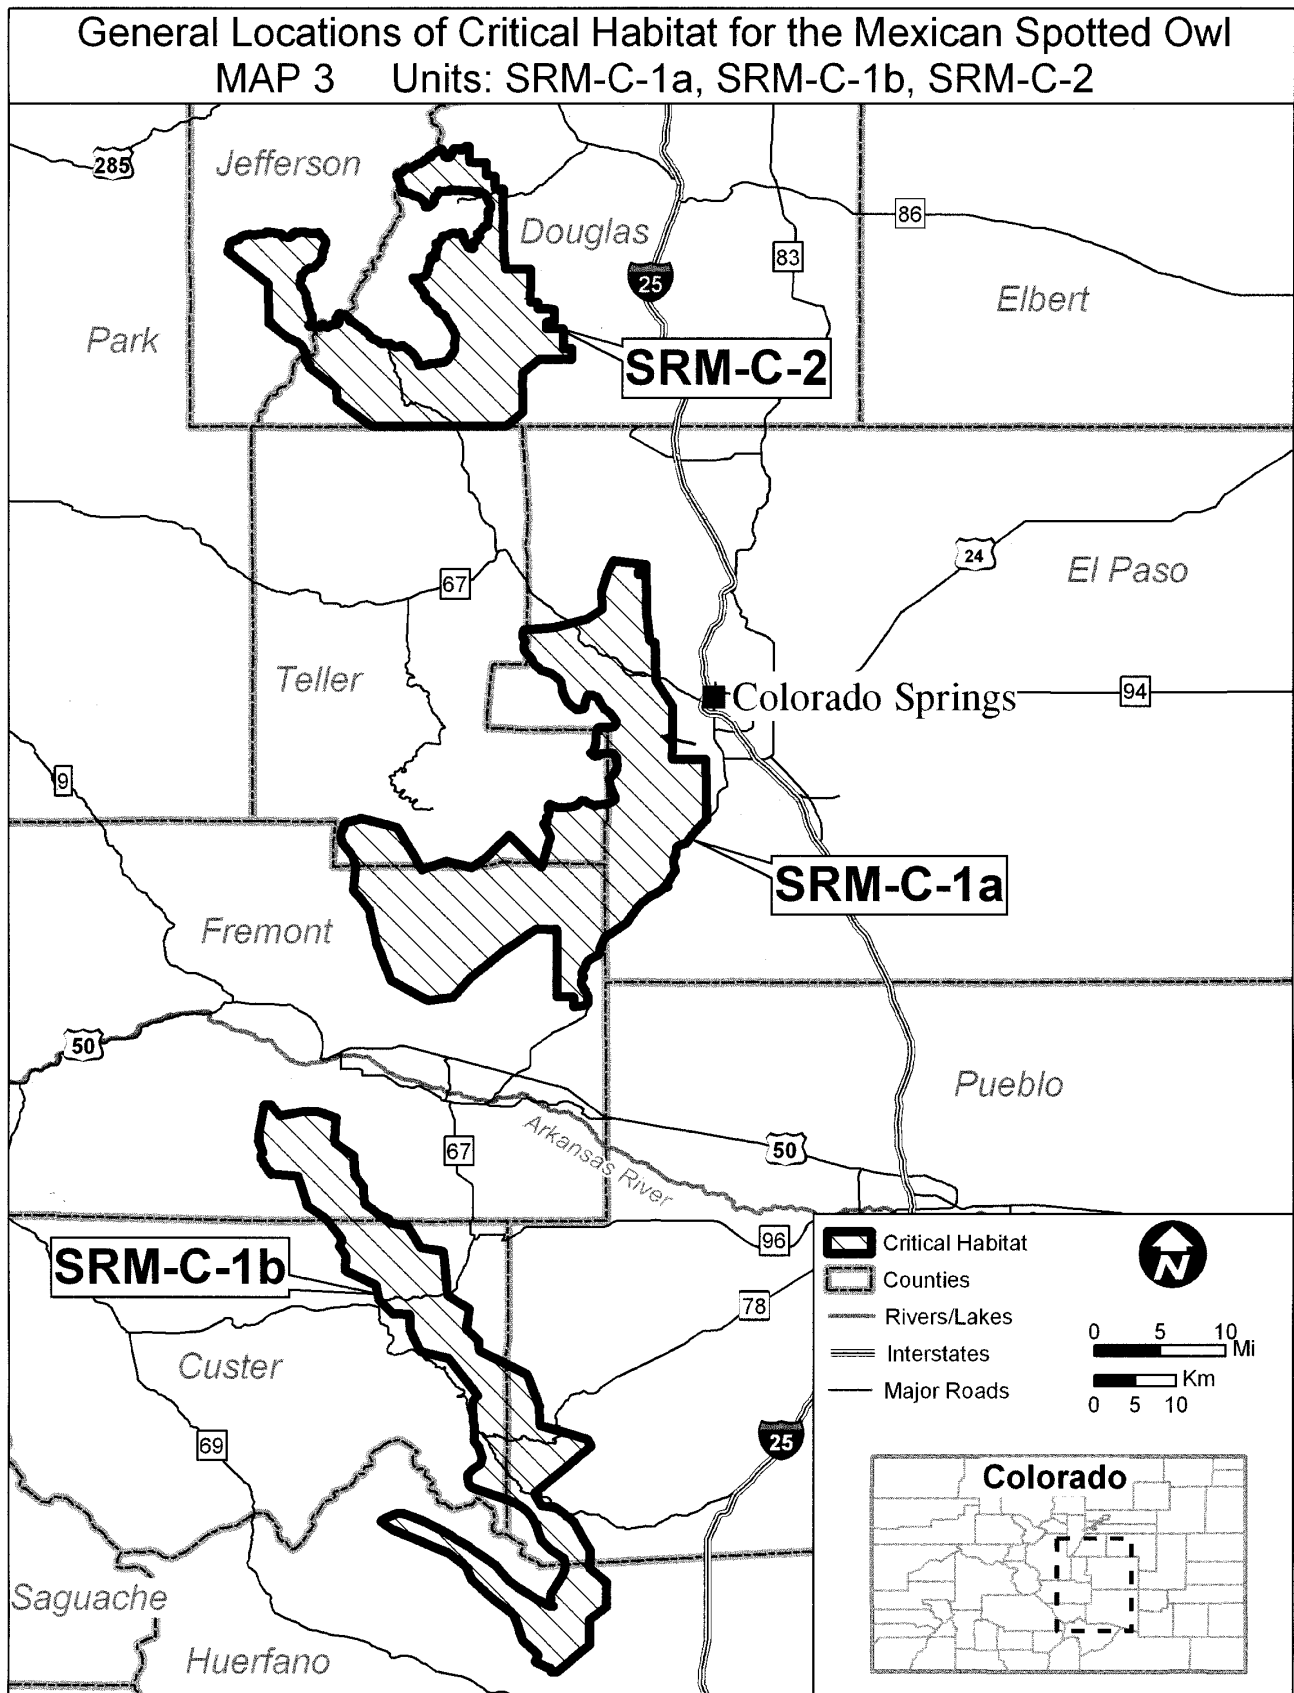 General Locations of Critical Habitat for the Mexican Spotted Owl
MAP 3 Units: SRM-C-1a, SRM-C-1b, SRM-C-2
285
Jefferson
Douglas
86
83
25
Elbert
Park
SRM-C-2
24
El Paso
67
Teller
Colorado Springs
94
9
SRM-C-1a
Fremont
50
Pueblo
Arkansas River
67
50
96
SRM-C-1b
78
Custer
69
25
Saguache
Huerfano
Critical Habitat
Counties
Rivers/Lakes
Interstates
Major Roads
N
0 5 10
Mi
Km
0 5 10
Colorado